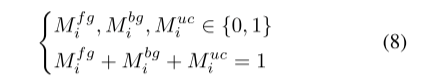 M_i^{fg}, M_i^{bg}, M_i^{uc} ∈ {0, 1}
M_i^{fg} + M_i^{bg} + M_i^{uc} = 1
(8)